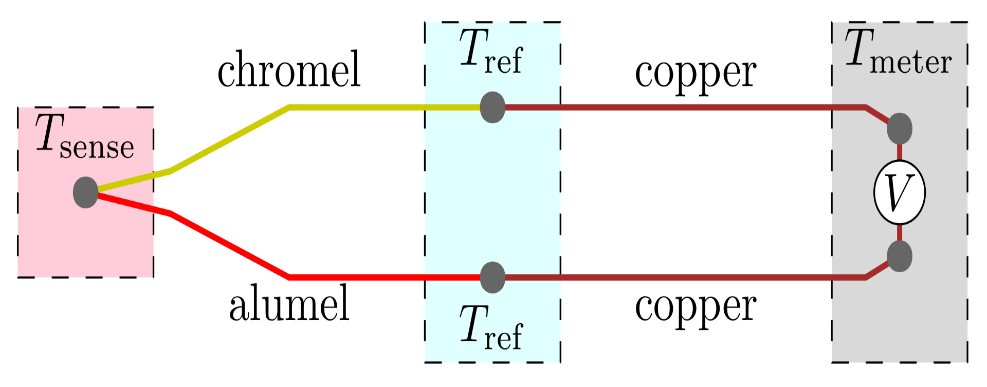 chromel
T_ref
copper
T_meter
T_sense
V
alumel
T_ref
copper